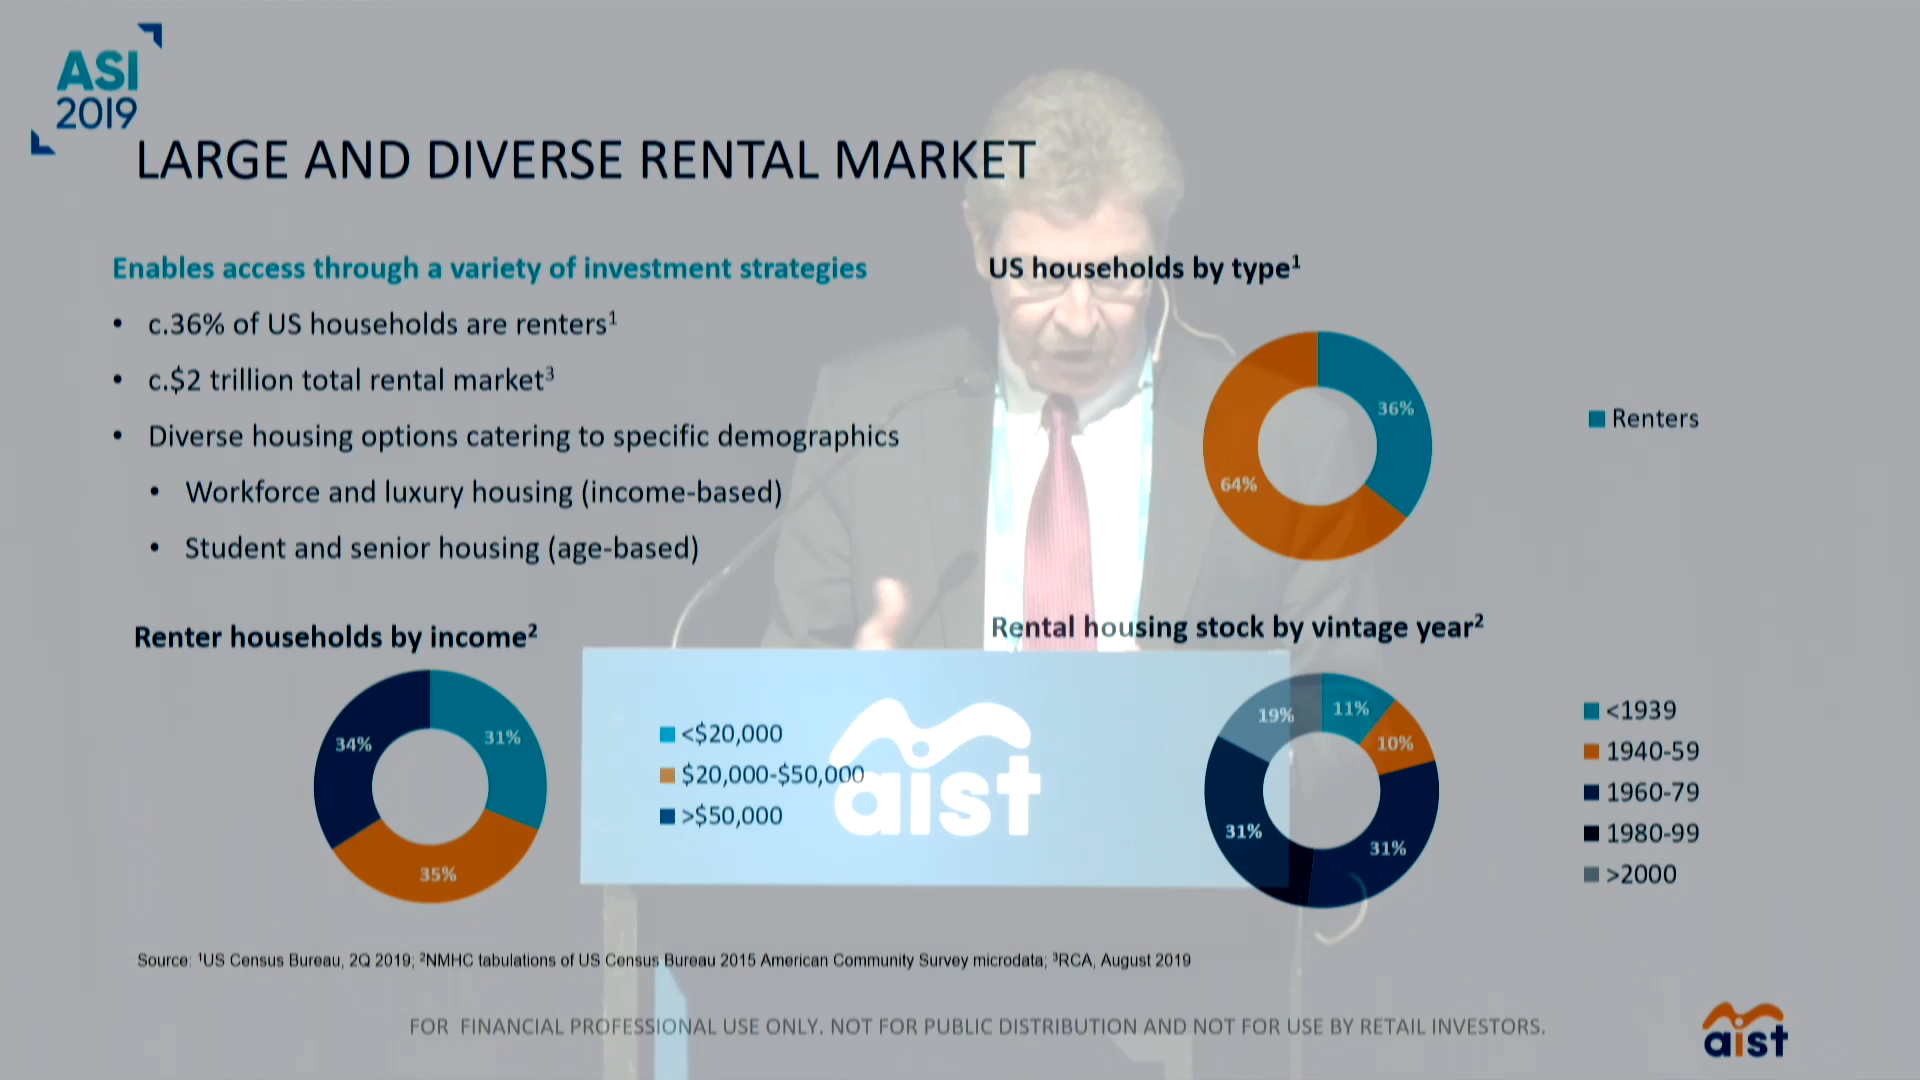 ASI
2019
LARGE AND DIVERSE RENTAL MARKET
Enables access through a variety of investment strategies
• c.36% of US households are renters¹
• c.$2 trillion total rental market³
• Diverse housing options catering to specific demographics
• Workforce and luxury housing (income-based)
• Student and senior housing (age-based)
US households by type¹
36%
64%
Renters
Renter households by income²
34%
31%
35%
<$20,000
$20,000-$50,000
>$50,000
aist
Rental housing stock by vintage year²
19%
11%
10%
31%
31%
<1939
1940-59
1960-79
1980-99
>2000
Source: ¹US Census Bureau, 2Q 2019; ²NMHC tabulations of US Census Bureau 2015 American Community Survey microdata; ³RCA, August 2019
FOR FINANCIAL PROFESSIONAL USE ONLY. NOT FOR PUBLIC DISTRIBUTION AND NOT FOR USE BY RETAIL INVESTORS.
aist